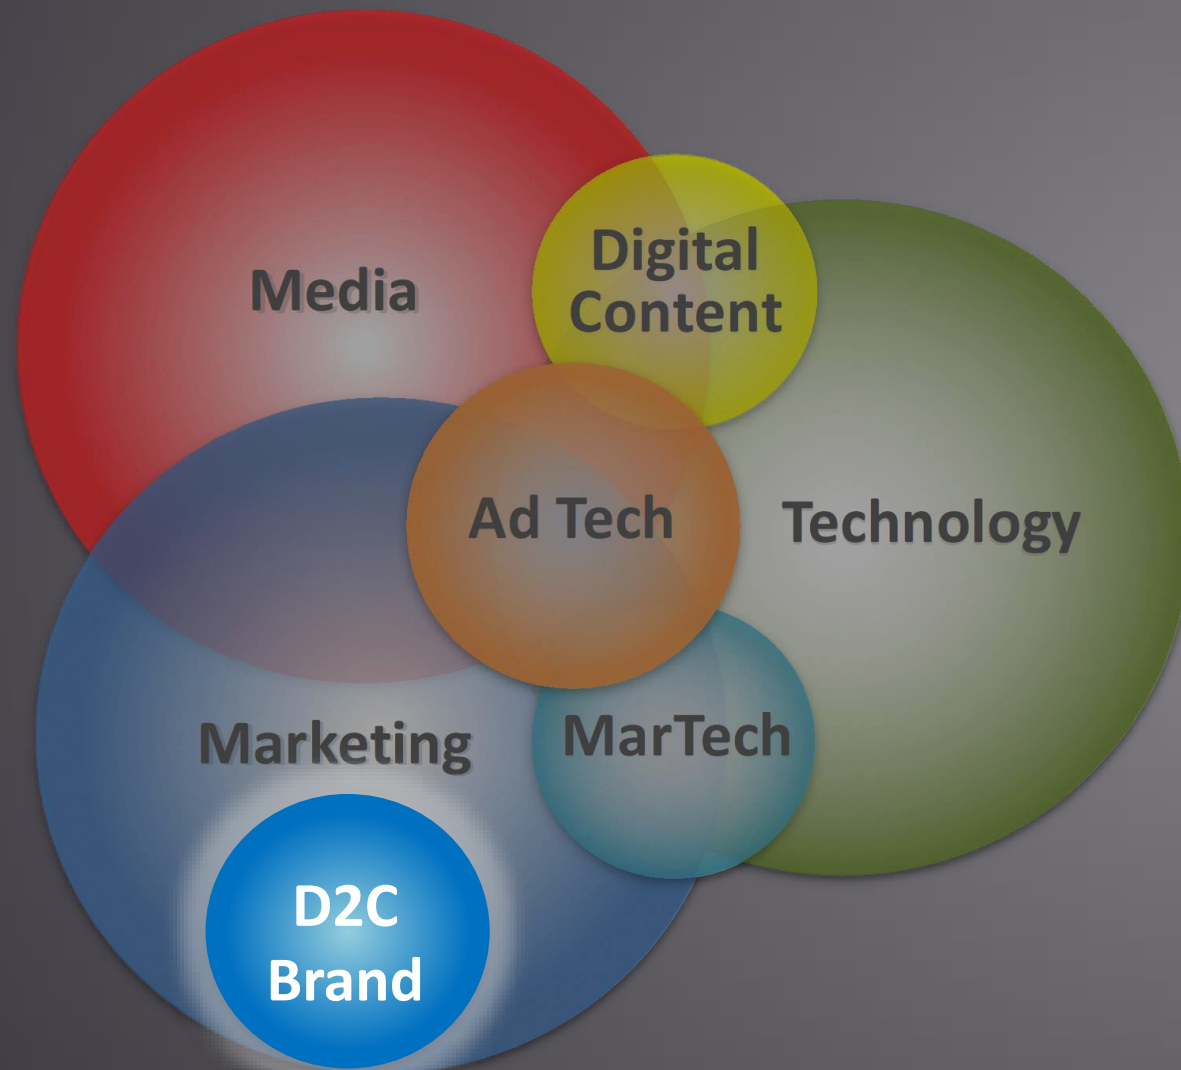 Digital
Content
Media
Ad Tech
Technology
MarTech
Marketing
D2C
Brand